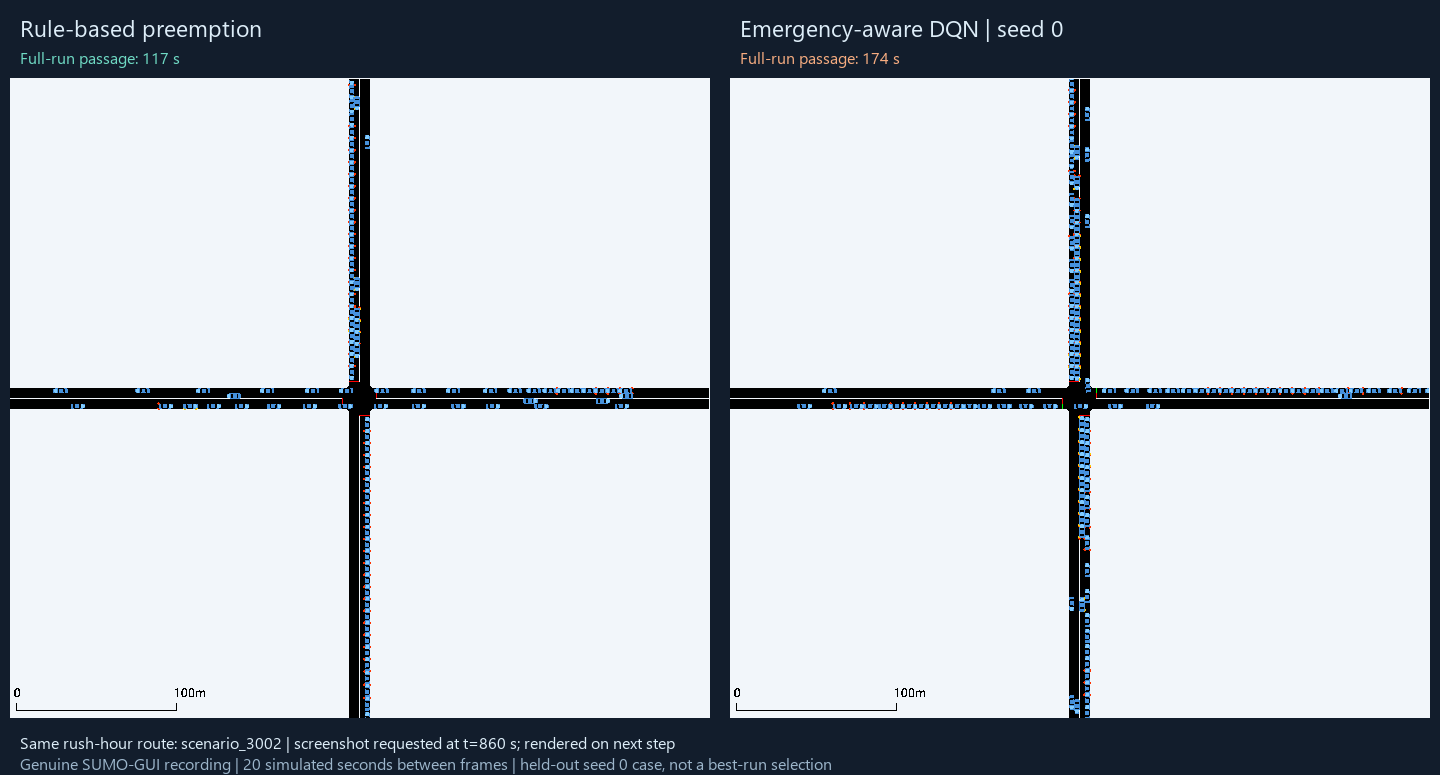 Rule-based preemption
Full-run passage: 117 s
Emergency-aware DQN | seed 0
Full-run passage: 174 s
0 100m
0 100m
Same rush-hour route: scenario_3002 | screenshot requested at t=860 s; rendered on next step
Genuine SUMO-GUI recording | 20 simulated seconds between frames | held-out seed 0 case, not a best-run selection